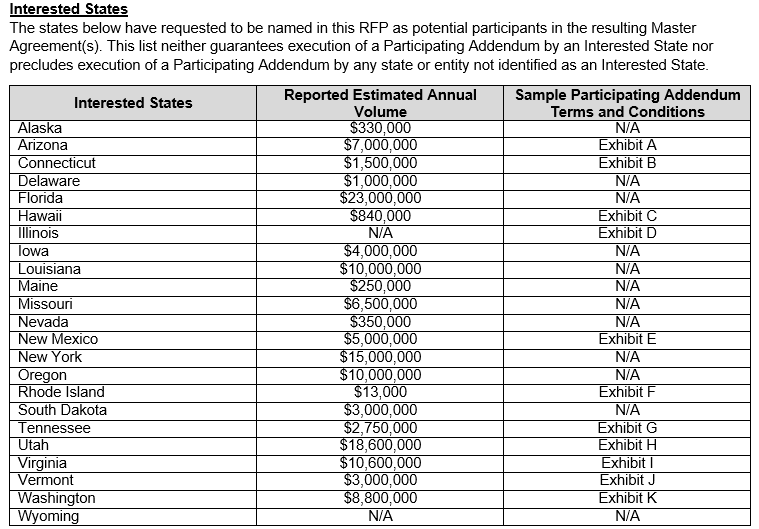 Interested States
The states below have requested to be named in this RFP as potential participants in the resulting Master
Agreement(s). This list neither guarantees execution of a Participating Addendum by an Interested State nor
precludes execution of a Participating Addendum by any state or entity not identified as an Interested State.
Interested States Reported Estimated Annual Volume Sample Participating Addendum Terms and Conditions
Alaska $330,000 N/A
Arizona $7,000,000 Exhibit A
Connecticut $1,500,000 Exhibit B
Delaware $1,000,000 N/A
Florida $23,000,000 N/A
Hawaii $840,000 Exhibit C
Illinois N/A Exhibit D
Iowa $4,000,000 N/A
Louisiana $10,000,000 N/A
Maine $250,000 N/A
Missouri $6,500,000 N/A
Nevada $350,000 N/A
New Mexico $5,000,000 Exhibit E
New York $15,000,000 N/A
Oregon $10,000,000 N/A
Rhode Island $13,000 Exhibit F
South Dakota $3,000,000 N/A
Tennessee $2,750,000 Exhibit G
Utah $18,600,000 Exhibit H
Virginia $10,600,000 Exhibit I
Vermont $3,000,000 Exhibit J
Washington $8,800,000 Exhibit K
Wyoming N/A N/A